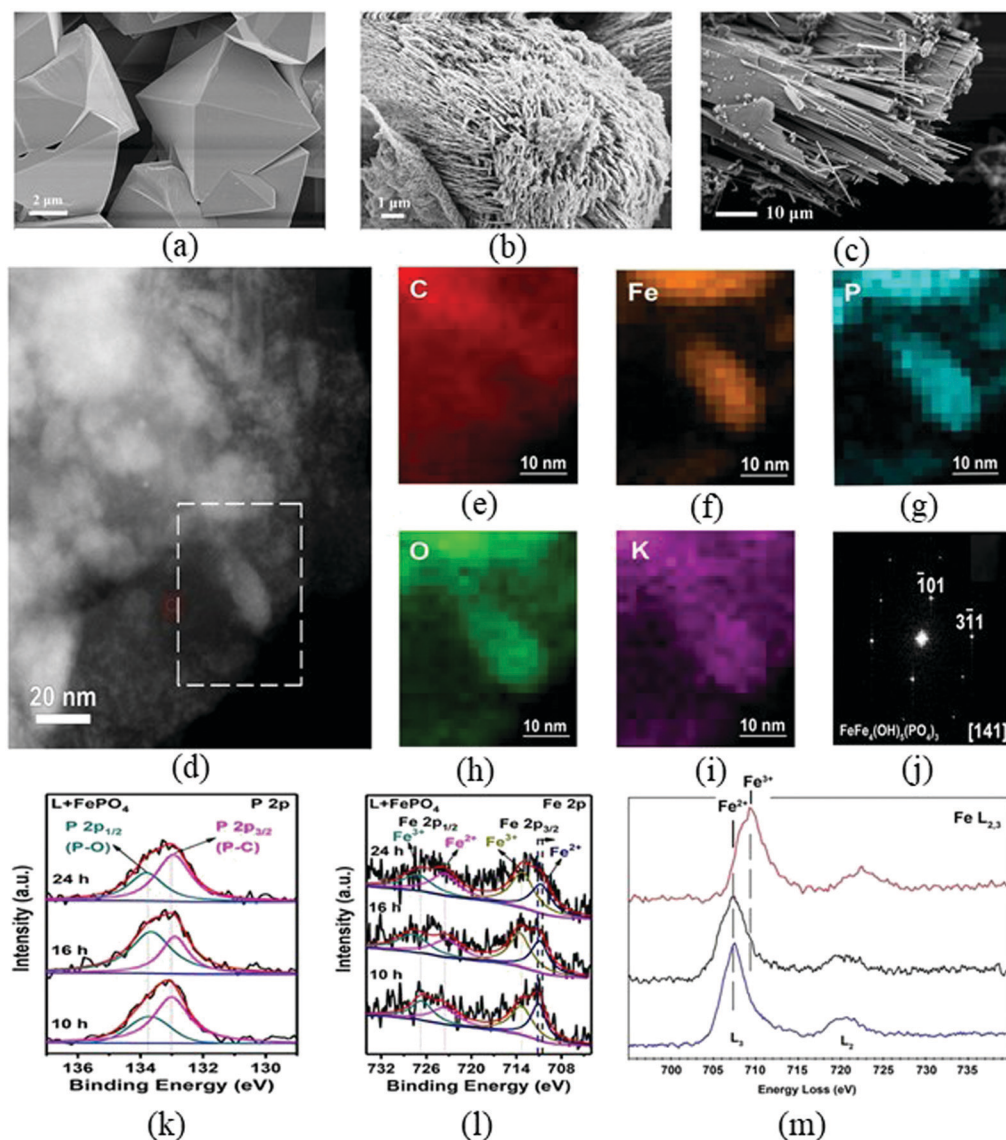 2 μm
1 μm
10 μm
(a)
(b)
(c)
20 nm
(d)
C
10 nm
(e)
Fe
10 nm
(f)
P
10 nm
(g)
O
10 nm
(h)
K
10 nm
(i)
1̄01
31̄1
FeFe₄(OH)₅(PO₄)₃
[141]
(j)
L+FePO₄ P 2p
P 2p₁/₂ P 2p₃/₂
(P-O) (P-C)
24 h
16 h
10 h
Intensity (a.u.)
136 134 132 130
Binding Energy (eV)
(k)
L+FePO₄ Fe 2p
Fe 2p₁/₂ Fe 2p₃/₂
Fe³⁺ Fe²⁺ Fe³⁺ Fe²⁺
24 h
16 h
10 h
Intensity (a.u.)
732 726 720 714 708
Binding Energy (eV)
(l)
Fe³⁺
Fe²⁺
Fe L₂,₃
L₃ L₂
700 705 710 715 720 725 730 735
Energy Loss (eV)
(m)